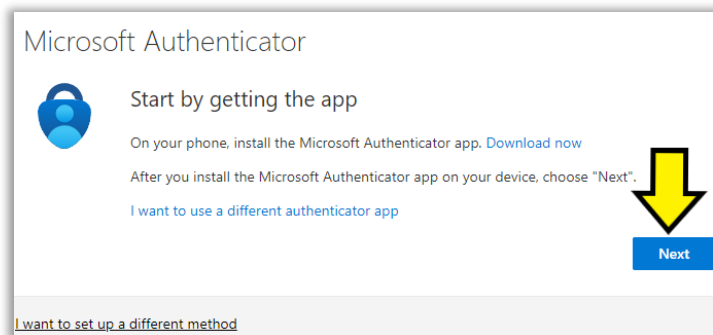 Microsoft Authenticator
Start by getting the app
On your phone, install the Microsoft Authenticator app. Download now
After you install the Microsoft Authenticator app on your device, choose "Next".
I want to use a different authenticator app
Next
I want to set up a different method